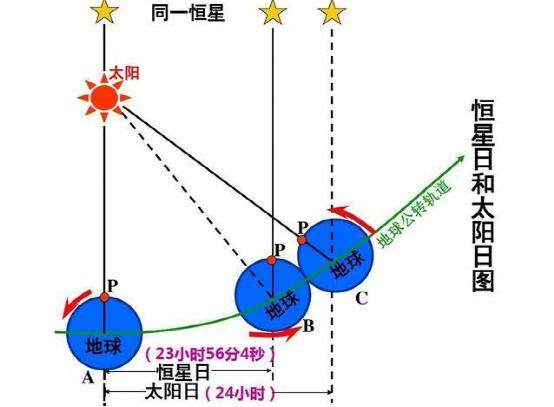 同一恒星
太阳
恒星日和太阳日图
地球公转轨道
P
P
P
地球
地球
地球
A
B
C
(23小时56分4秒)
恒星日
太阳日(24小时)